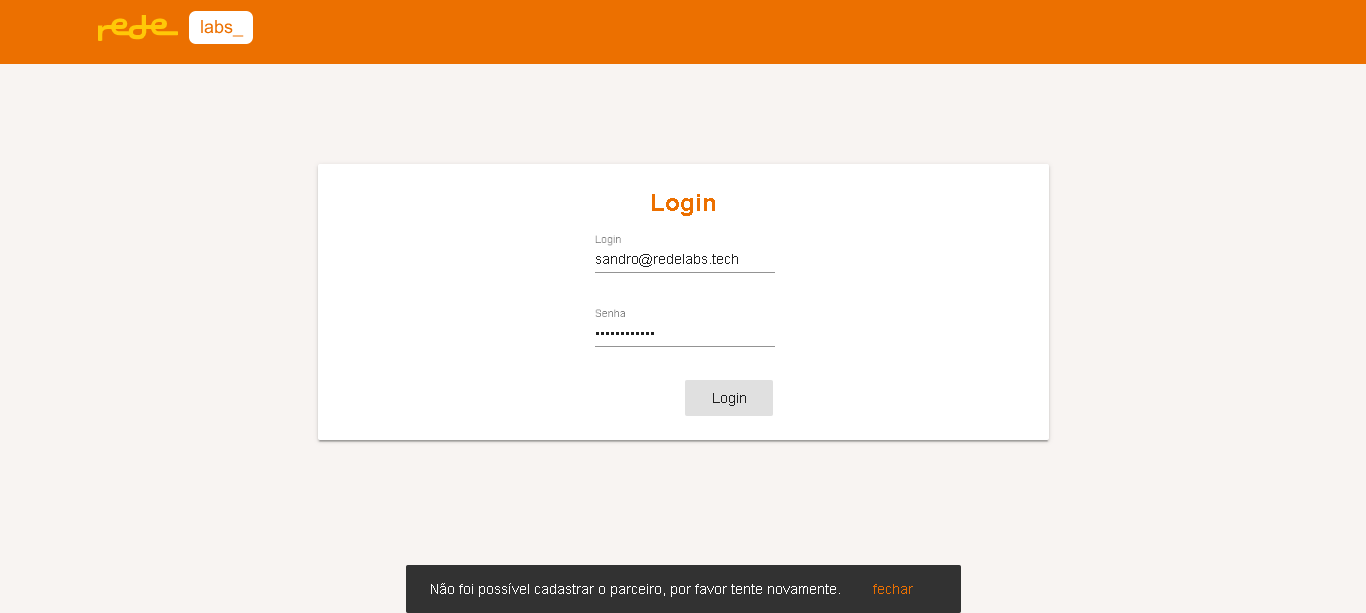 rede labs_
Login
Login
sandro@redelabs.tech
Senha
••••••••••••
Login
Não foi possível cadastrar o parceiro, por favor tente novamente. fechar